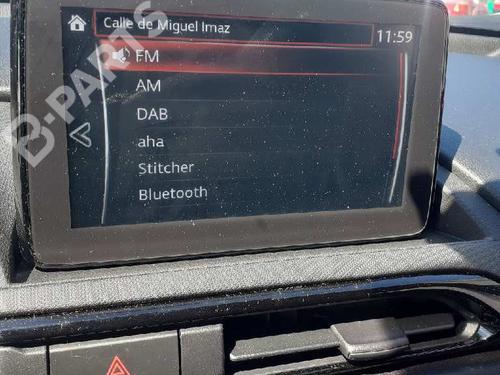 Calle de Miguel Imaz
11:59
FM
AM
DAB
aha
Stitcher
Bluetooth
B-PARTS